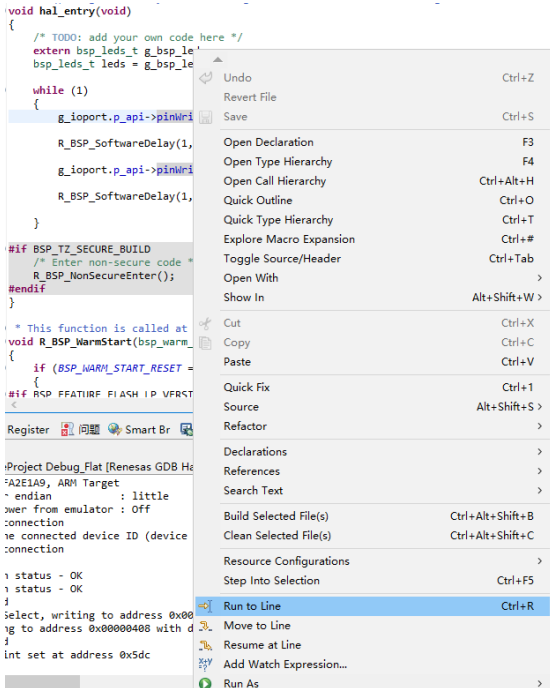 void hal_entry(void)
{
/* TODO: add your own code here */
extern bsp_leds_t g_bsp_le
bsp_leds_t leds = g_bsp_le
while (1)
{
g_ioport.p_api->pinWri
R_BSP_SoftwareDelay(1,
g_ioport.p_api->pinWri
R_BSP_SoftwareDelay(1,
}
#if BSP_TZ_SECURE_BUILD
/* Enter non-secure code *
R_BSP_NonSecureEnter();
#endif
}
* This function is called at
void R_BSP_WarmStart(bsp_warm_
{
if (BSP_WARM_START_RESET =
{
#if BSP_FEATURE_FLASH_LP_VERSI
Register 问题 Smart Br
eProject Debug_Flat [Renesas GDB Ha
FA2E1A9, ARM Target
r endian : little
ower from emulator : Off
connection
he connected device ID (device
connection
n status - OK
n status - OK
d
Select, writing to address 0x00
ng to address 0x00000408 with d
d
int set at address 0x5dc
Undo Ctrl+Z
Revert File
Save Ctrl+S
Open Declaration F3
Open Type Hierarchy F4
Open Call Hierarchy Ctrl+Alt+H
Quick Outline Ctrl+O
Quick Type Hierarchy Ctrl+T
Explore Macro Expansion Ctrl+#
Toggle Source/Header Ctrl+Tab
Open With >
Show In Alt+Shift+W >
Cut Ctrl+X
Copy Ctrl+C
Paste Ctrl+V
Quick Fix Ctrl+1
Source Alt+Shift+S >
Refactor >
Declarations >
References >
Search Text >
Build Selected File(s) Ctrl+Alt+Shift+B
Clean Selected File(s) Ctrl+Alt+Shift+C
Resource Configurations >
Step Into Selection Ctrl+F5
Run to Line Ctrl+R
Move to Line
Resume at Line
Add Watch Expression...
Run As >